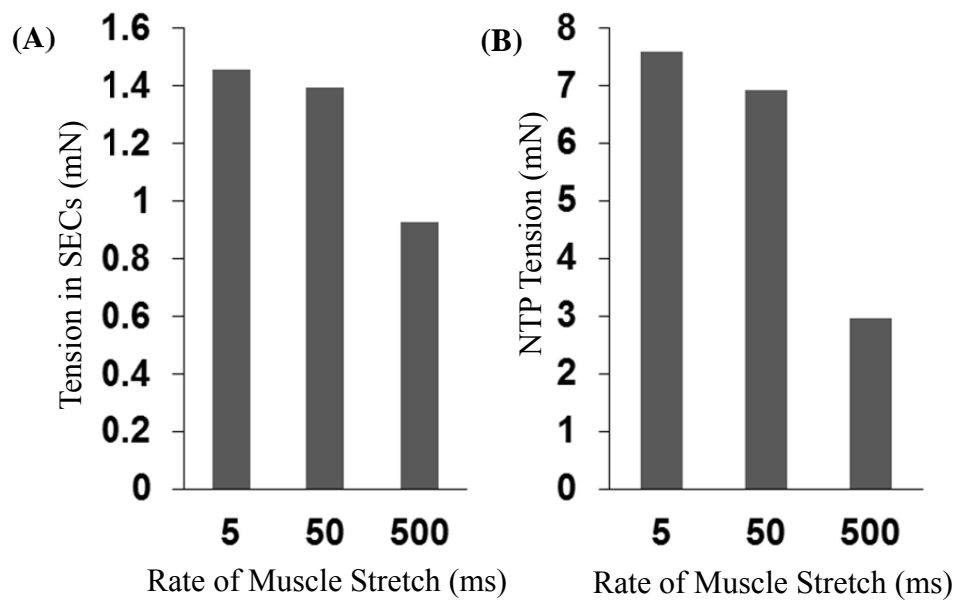 (A)
Tension in SECs (mN)
1.6
1.4
1.2
1
0.8
0.6
0.4
0.2
0
5 50 500
Rate of Muscle Stretch (ms)
(B)
NTP Tension (mN)
8
7
6
5
4
3
2
1
0
5 50 500
Rate of Muscle Stretch (ms)